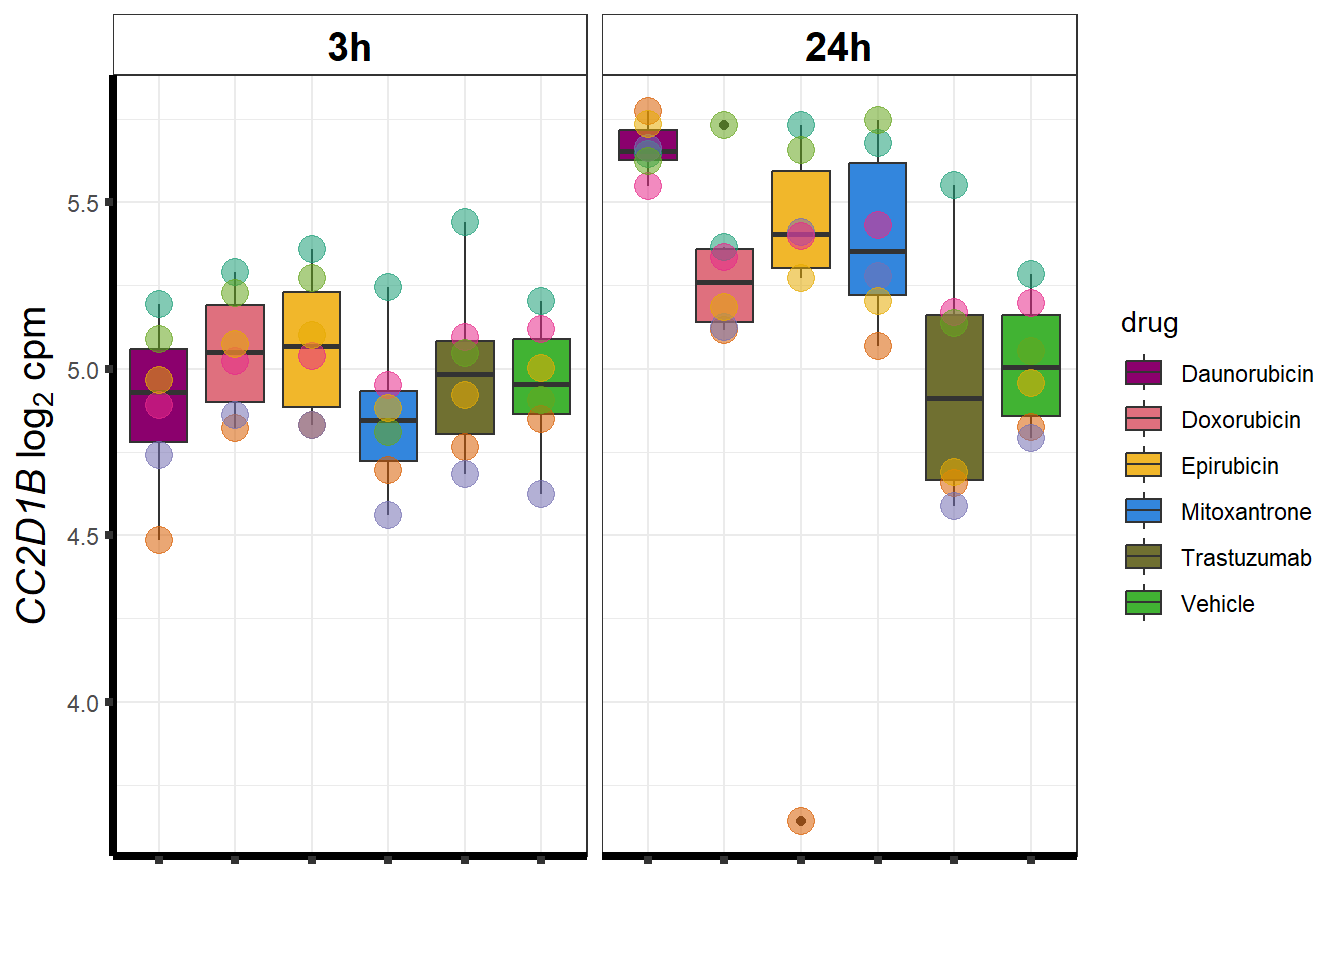 3h
24h
5.5
5.0
4.5
4.0
CC2D1B log₂ cpm
drug
Daunorubicin
Doxorubicin
Epirubicin
Mitoxantrone
Trastuzumab
Vehicle